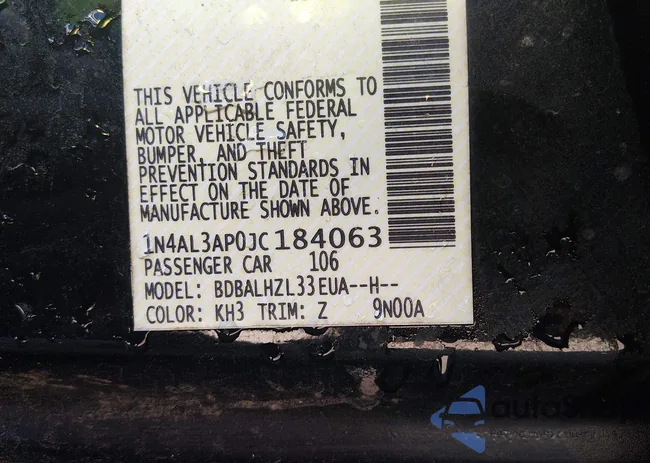 THIS VEHICLE CONFORMS TO
ALL APPLICABLE FEDERAL
MOTOR VEHICLE SAFETY,
BUMPER, AND THEFT
PREVENTION STANDARDS IN
EFFECT ON THE DATE OF
MANUFACTURE SHOWN ABOVE.
1N4AL3AP0JC184063
PASSENGER CAR 106
MODEL: BDBALHZL33EUA--H--
COLOR: KH3 TRIM: Z 9N00A